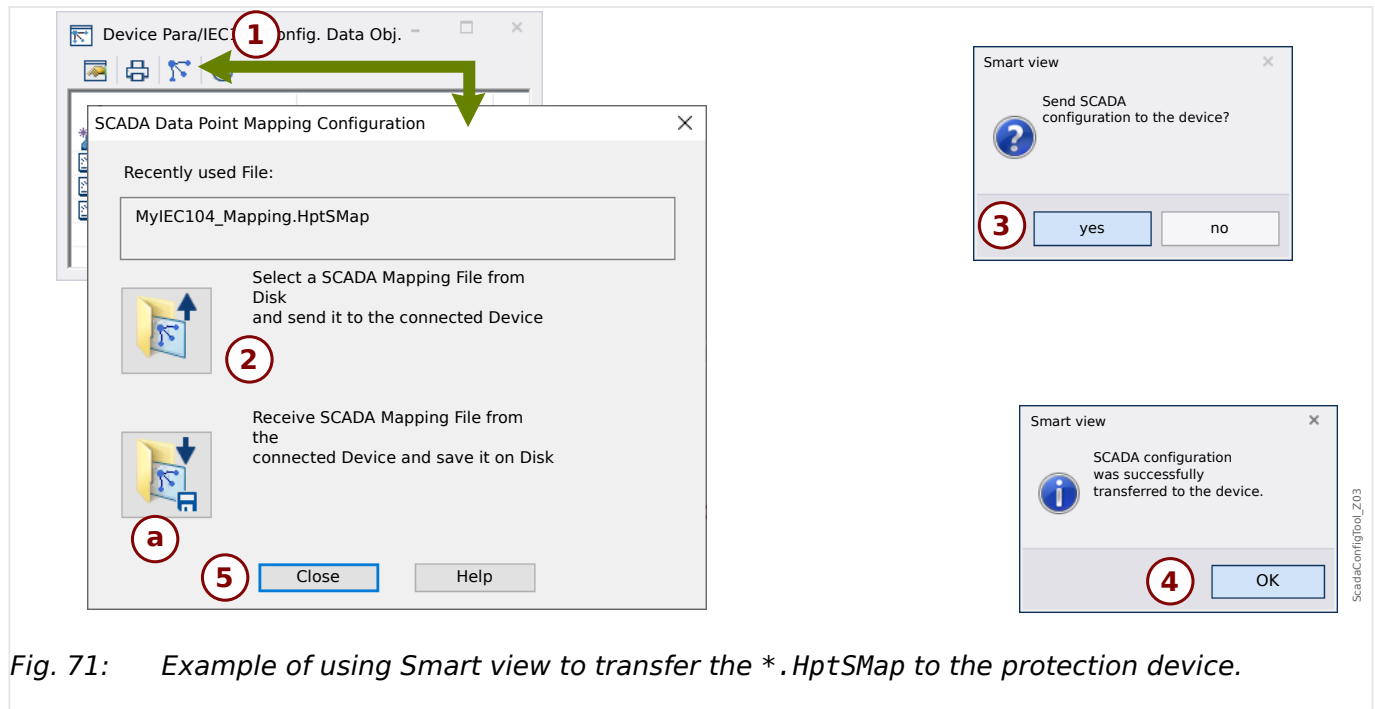 Device Para/IEC1 onfig. Data Obj.
1
SCADA Data Point Mapping Configuration
Recently used File:
MyIEC104_Mapping.HptSMap
Select a SCADA Mapping File from
Disk
and send it to the connected Device
2
Receive SCADA Mapping File from
the
connected Device and save it on Disk
a
5
Close
Help
Smart view
Send SCADA
configuration to the device?
3
yes
no
Smart view
SCADA configuration
was successfully
transferred to the device.
4
OK
ScadaConfigTool_Z03
Fig. 71: Example of using Smart view to transfer the *.HptSMap to the protection device.